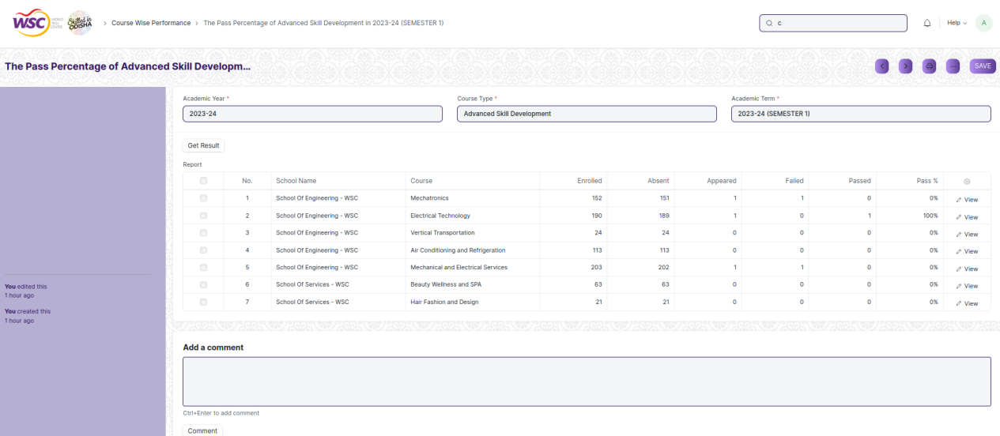 WSC WORLD SKILL CENTER Skilled in ODISHA > Course Wise Performance > The Pass Percentage of Advanced Skill Development in 2023-24 (SEMESTER 1) c Help A
The Pass Percentage of Advanced Skill Developm... SAVE
Academic Year * Course Type * Academic Term *
2023-24 Advanced Skill Development 2023-24 (SEMESTER 1)
Get Result
Report
No. School Name Course Enrolled Absent Appeared Failed Passed Pass %
1 School Of Engineering - WSC Mechatronics 152 151 1 1 0 0% View
2 School Of Engineering - WSC Electrical Technology 190 189 1 0 1 100% View
3 School Of Engineering - WSC Vertical Transportation 24 24 0 0 0 0% View
4 School Of Engineering - WSC Air Conditioning and Refrigeration 113 113 0 0 0 0% View
5 School Of Engineering - WSC Mechanical and Electrical Services 203 202 1 1 0 0% View
6 School Of Services - WSC Beauty Wellness and SPA 63 63 0 0 0 0% View
7 School Of Services - WSC Hair Fashion and Design 21 21 0 0 0 0% View
You edited this
1 hour ago
You created this
1 hour ago
Add a comment
Ctrl+Enter to add comment
Comment